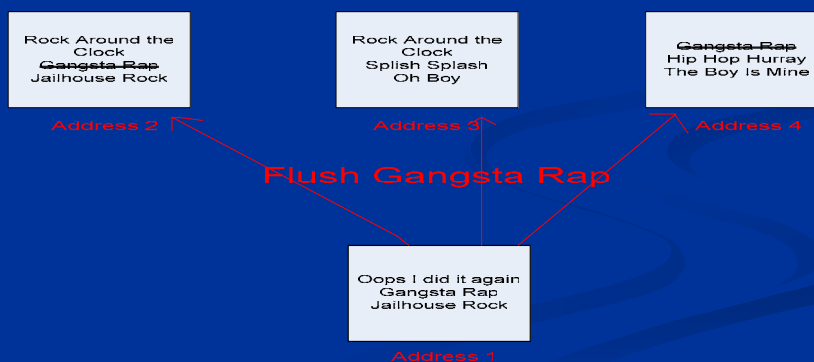 Rock Around the
Clock
Gangsta Rap
Jailhouse Rock
Address 2
Rock Around the
Clock
Splish Splash
Oh Boy
Address 3
Gangsta Rap
Hip Hop Hurray
The Boy Is Mine
Address 4
Flush Gangsta Rap
Oops I did it again
Gangsta Rap
Jailhouse Rock
Address 1